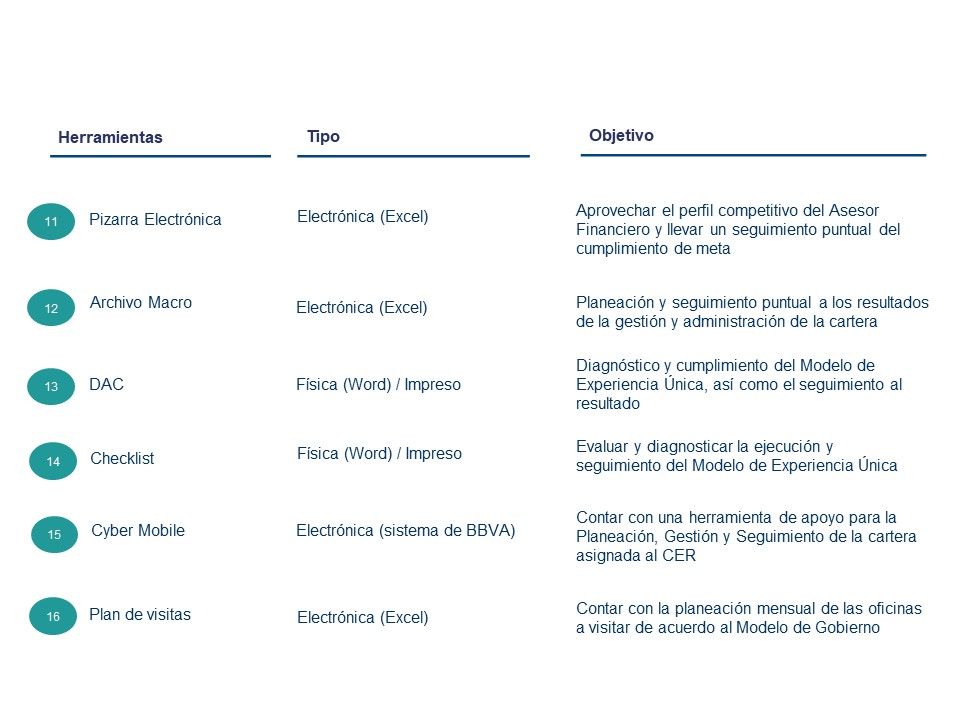 Herramientas
Tipo
Objetivo
11
Pizarra Electrónica
Electrónica (Excel)
Aprovechar el perfil competitivo del Asesor
Financiero y llevar un seguimiento puntual del
cumplimiento de meta
12
Archivo Macro
Electrónica (Excel)
Planeación y seguimiento puntual a los resultados
de la gestión y administración de la cartera
13
DAC
Física (Word) / Impreso
Diagnóstico y cumplimiento del Modelo de
Experiencia Única, así como el seguimiento al
resultado
14
Checklist
Física (Word) / Impreso
Evaluar y diagnosticar la ejecución y
seguimiento del Modelo de Experiencia Única
15
Cyber Mobile
Electrónica (sistema de BBVA)
Contar con una herramienta de apoyo para la
Planeación, Gestión y Seguimiento de la cartera
asignada al CER
16
Plan de visitas
Electrónica (Excel)
Contar con la planeación mensual de las oficinas
a visitar de acuerdo al Modelo de Gobierno